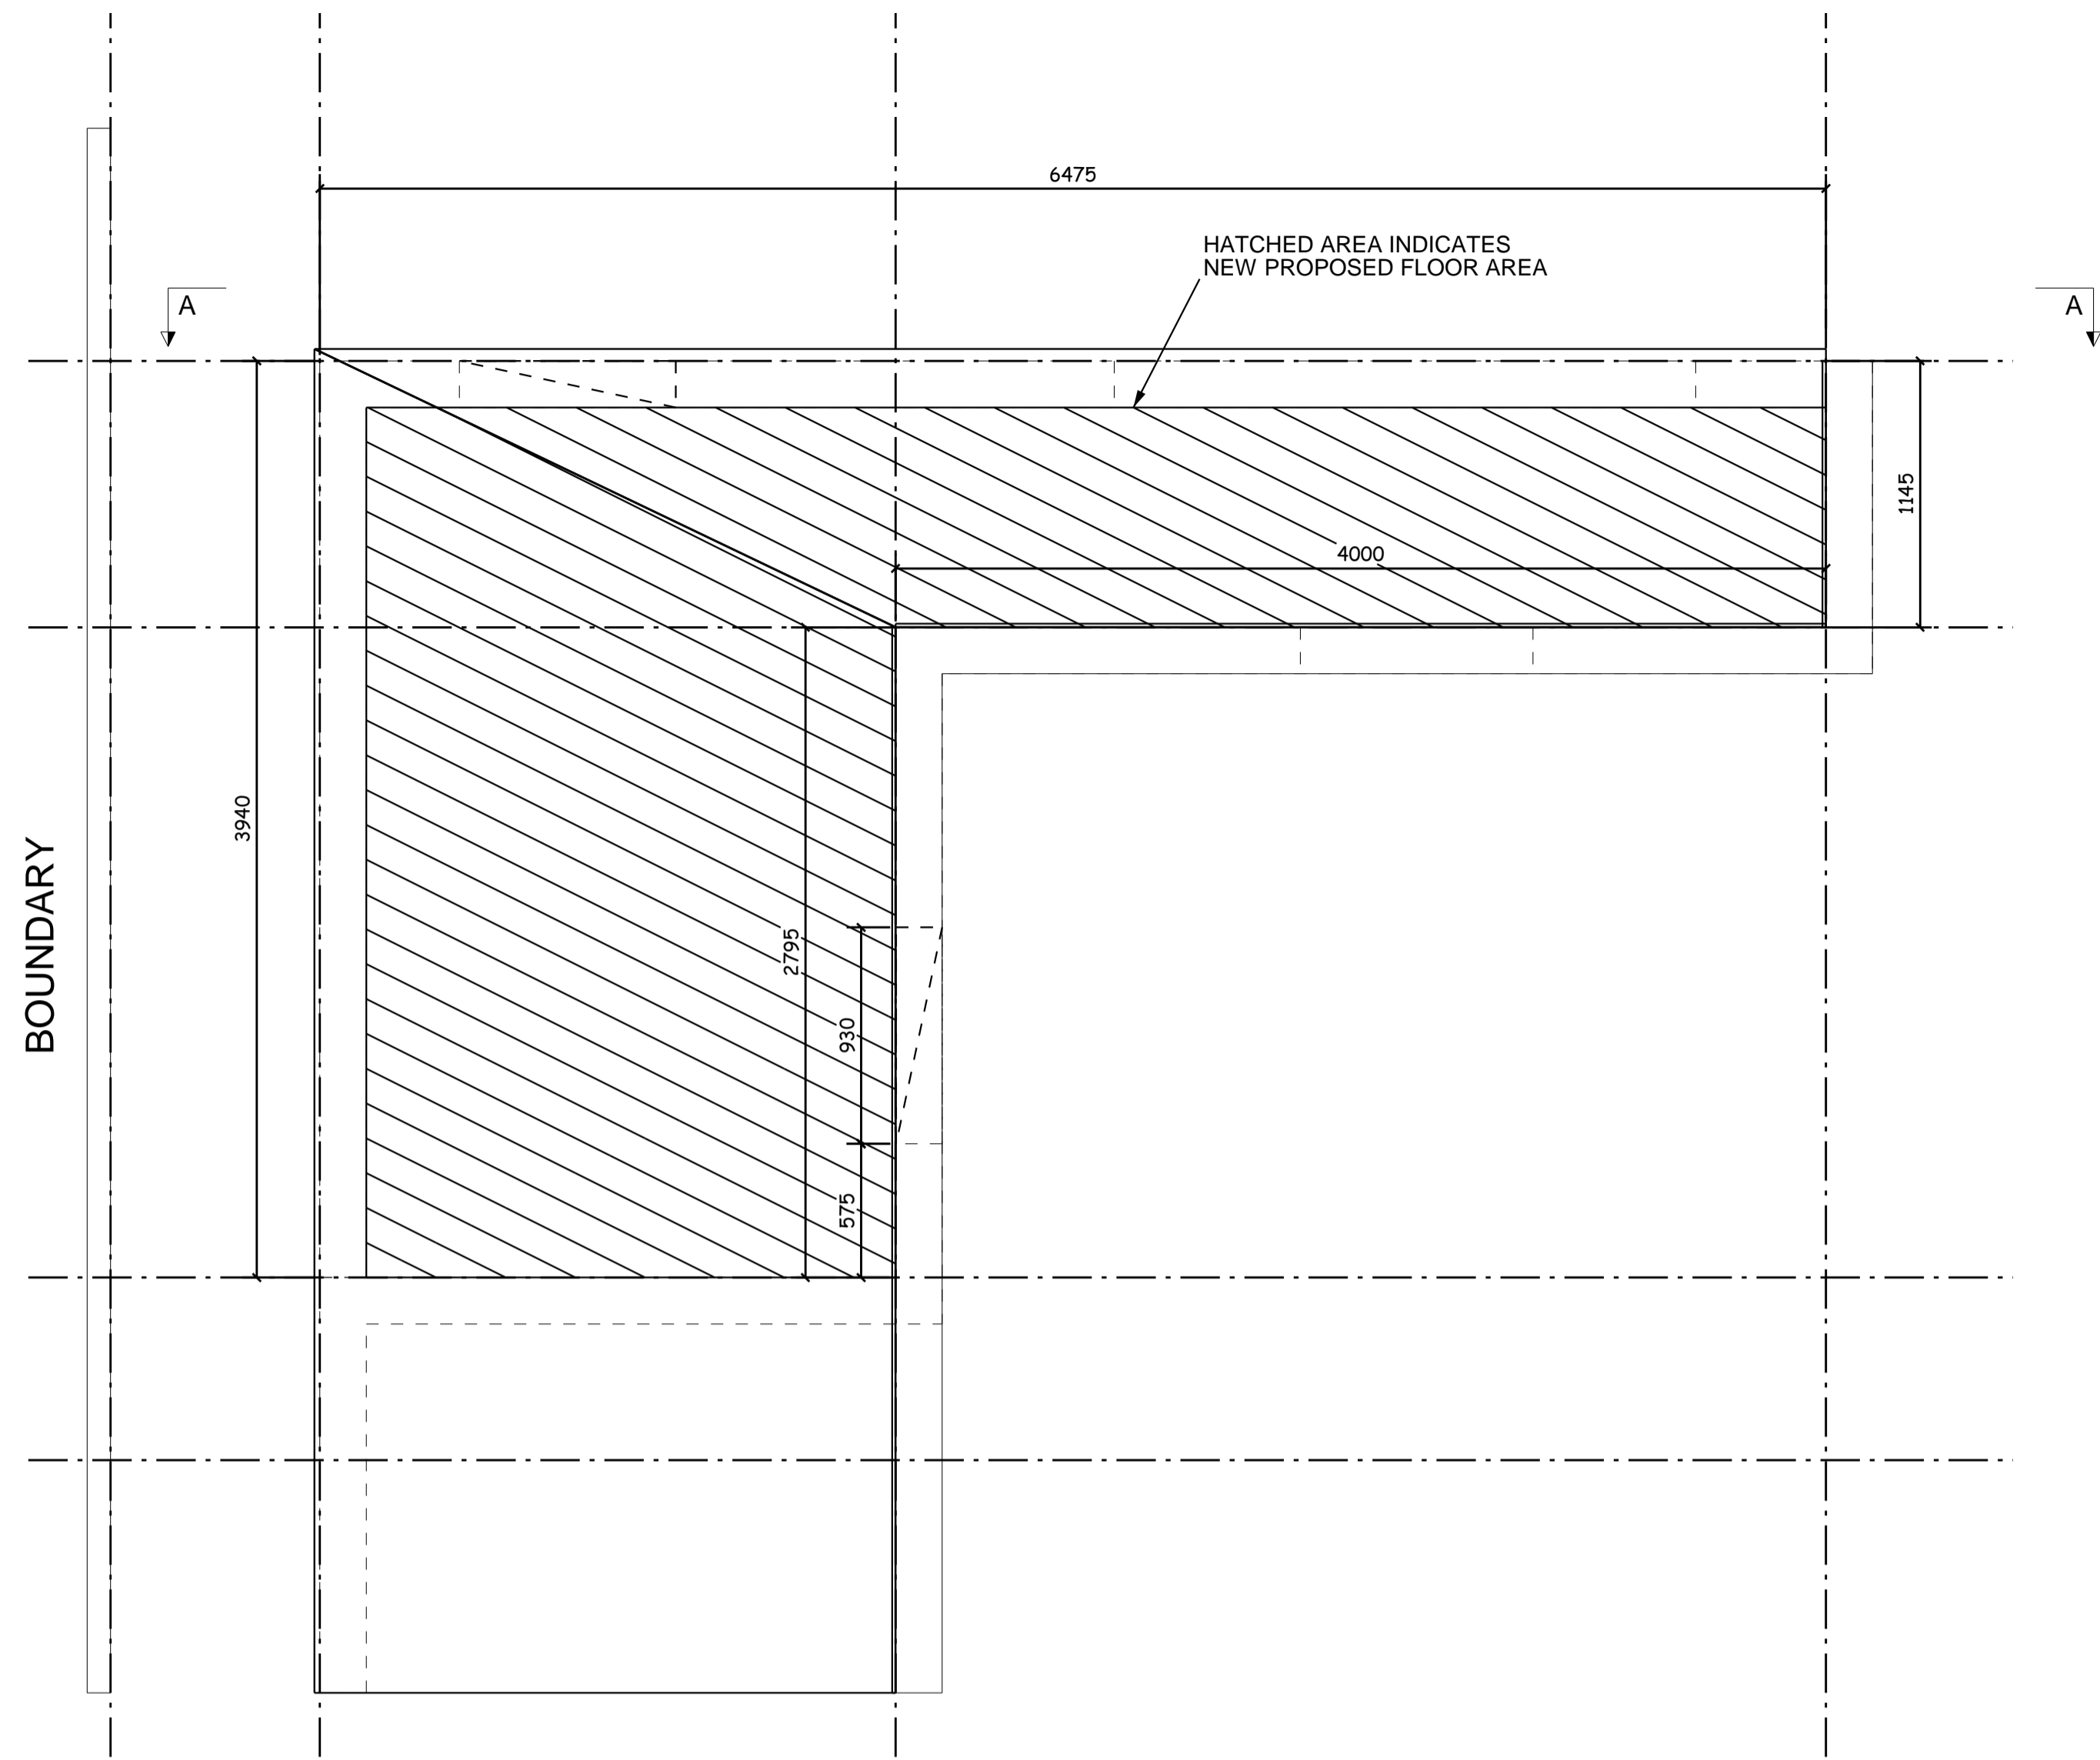 6475
HATCHED AREA INDICATES
NEW PROPOSED FLOOR AREA
A
A
1145
4000
3940
BOUNDARY
2795
930
575